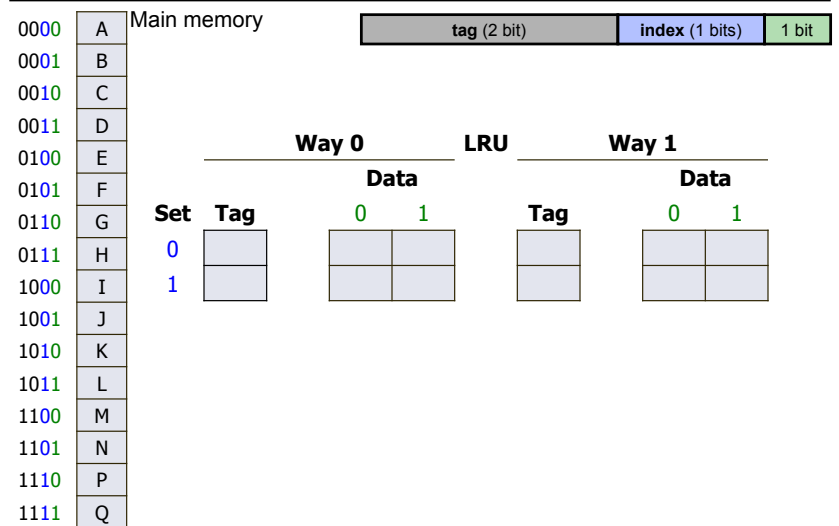 Main memory
tag (2 bit) index (1 bits) 1 bit
0000 A
0001 B
0010 C
0011 D
0100 E
0101 F
0110 G
0111 H
1000 I
1001 J
1010 K
1011 L
1100 M
1101 N
1110 P
1111 Q
Way 0 LRU Way 1
Data Data
Set Tag 0 1 Tag 0 1
0
1